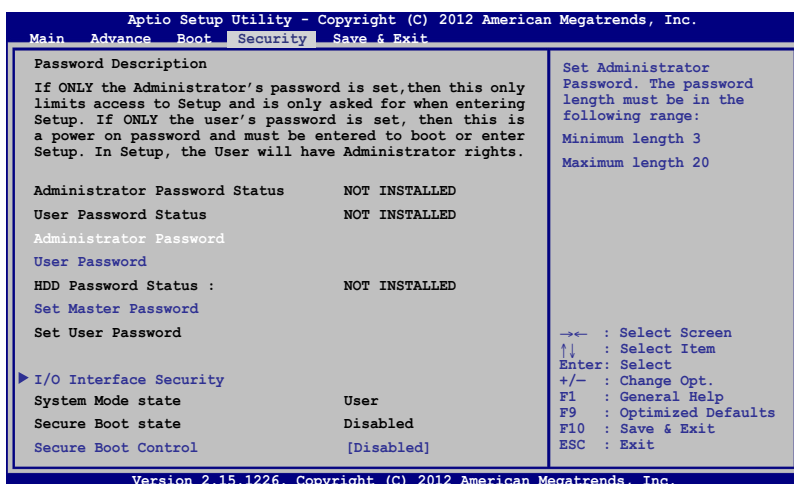 Aptio Setup Utility - Copyright (C) 2012 American Megatrends, Inc.
Main Advance Boot Security Save & Exit
Password Description
If ONLY the Administrator's password is set,then this only
limits access to Setup and is only asked for when entering
Setup. If ONLY the user's password is set, then this is
a power on password and must be entered to boot or enter
Setup. In Setup, the User will have Administrator rights.
Administrator Password Status NOT INSTALLED
User Password Status NOT INSTALLED
Administrator Password
User Password
HDD Password Status : NOT INSTALLED
Set Master Password
Set User Password
I/O Interface Security
System Mode state User
Secure Boot state Disabled
Secure Boot Control [Disabled]
Set Administrator
Password. The password
length must be in the
following range:
Minimum length 3
Maximum length 20
→← : Select Screen
↑↓ : Select Item
Enter: Select
+/— : Change Opt.
F1 : General Help
F9 : Optimized Defaults
F10 : Save & Exit
ESC : Exit
Version 2.15.1226. Copyright (C) 2012 American Megatrends, Inc.